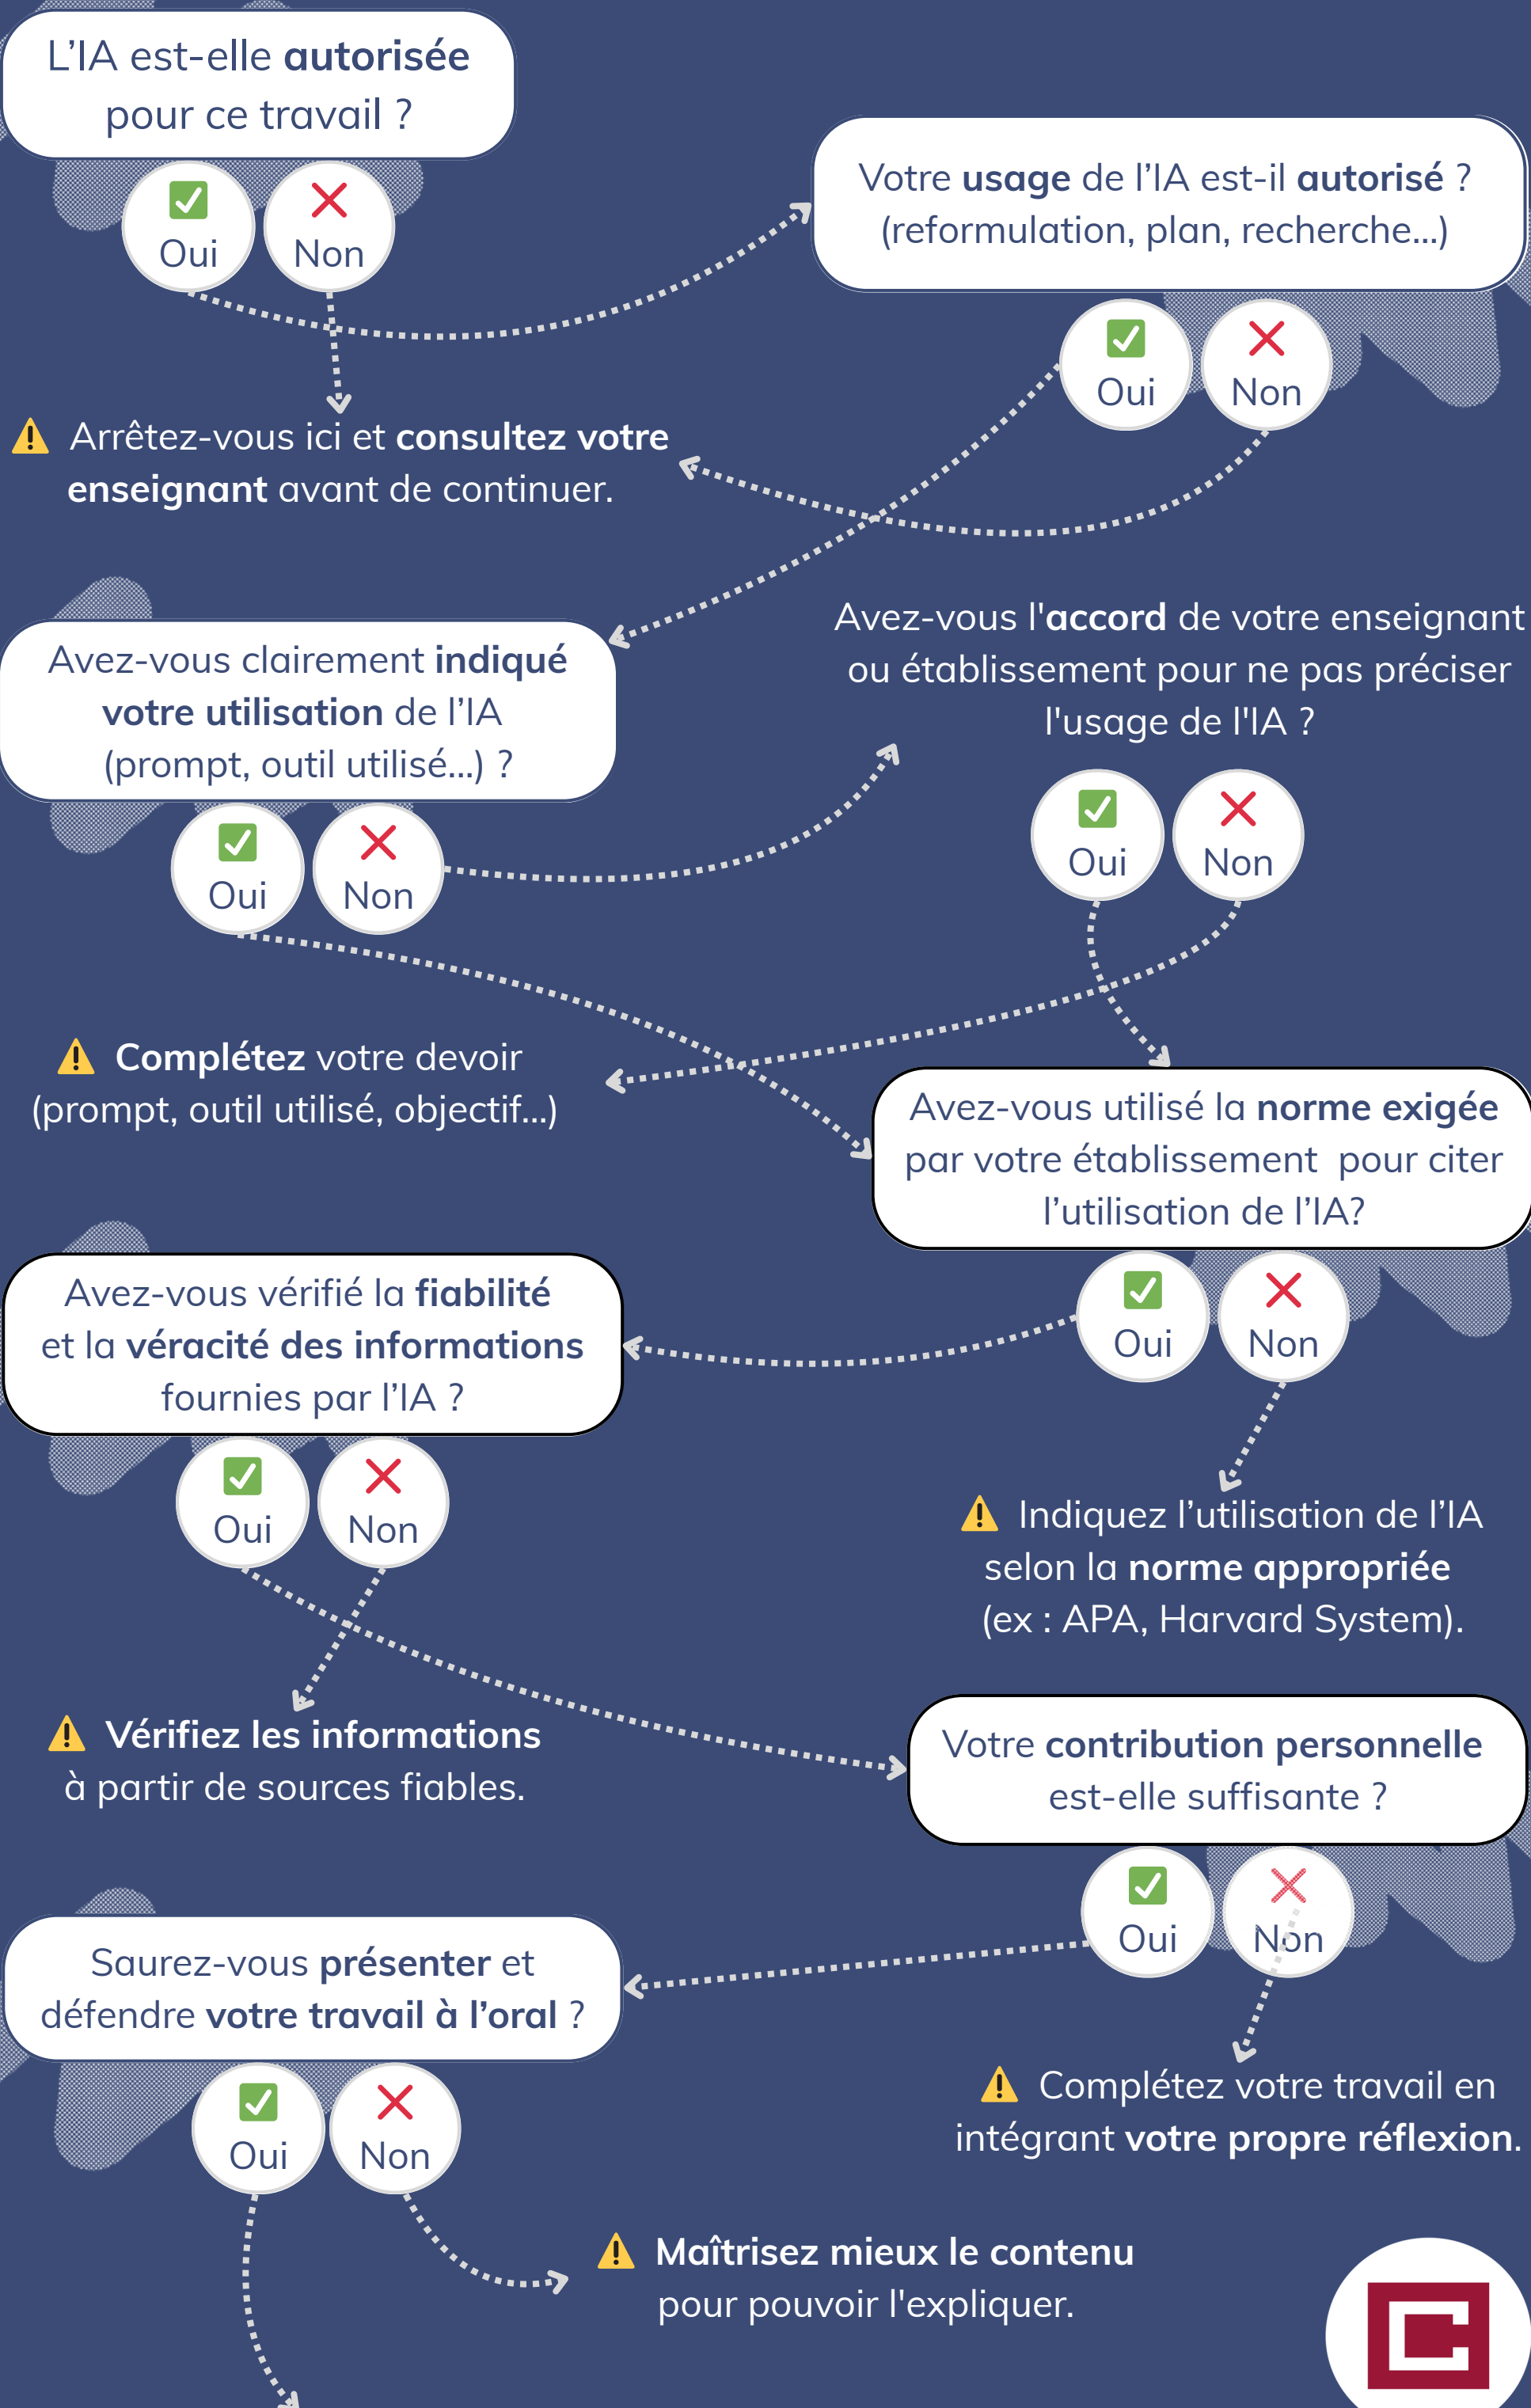 L’IA est-elle autorisée
pour ce travail ?
Oui
Non
Votre usage de l’IA est-il autorisé ?
(reformulation, plan, recherche...)
Oui
Non
Arrêtez-vous ici et consultez votre
enseignant avant de continuer.
Avez-vous clairement indiqué
votre utilisation de l’IA
(prompt, outil utilisé...) ?
Oui
Non
Avez-vous l'accord de votre enseignant
ou établissement pour ne pas préciser
l'usage de l'IA ?
Oui
Non
Complétez votre devoir
(prompt, outil utilisé, objectif...)
Avez-vous utilisé la norme exigée
par votre établissement  pour citer
l’utilisation de l’IA?
Oui
Non
Avez-vous vérifié la fiabilité
et la véracité des informations
fournies par l’IA ?
Oui
Non
Indiquez l’utilisation de l’IA
selon la norme appropriée
(ex : APA, Harvard System).
Vérifiez les informations
à partir de sources fiables.
Votre contribution personnelle
est-elle suffisante ?
Oui
Non
Saurez-vous présenter et
défendre votre travail à l’oral ?
Oui
Non
Complétez votre travail en
intégrant votre propre réflexion.
Maîtrisez mieux le contenu
pour pouvoir l'expliquer.